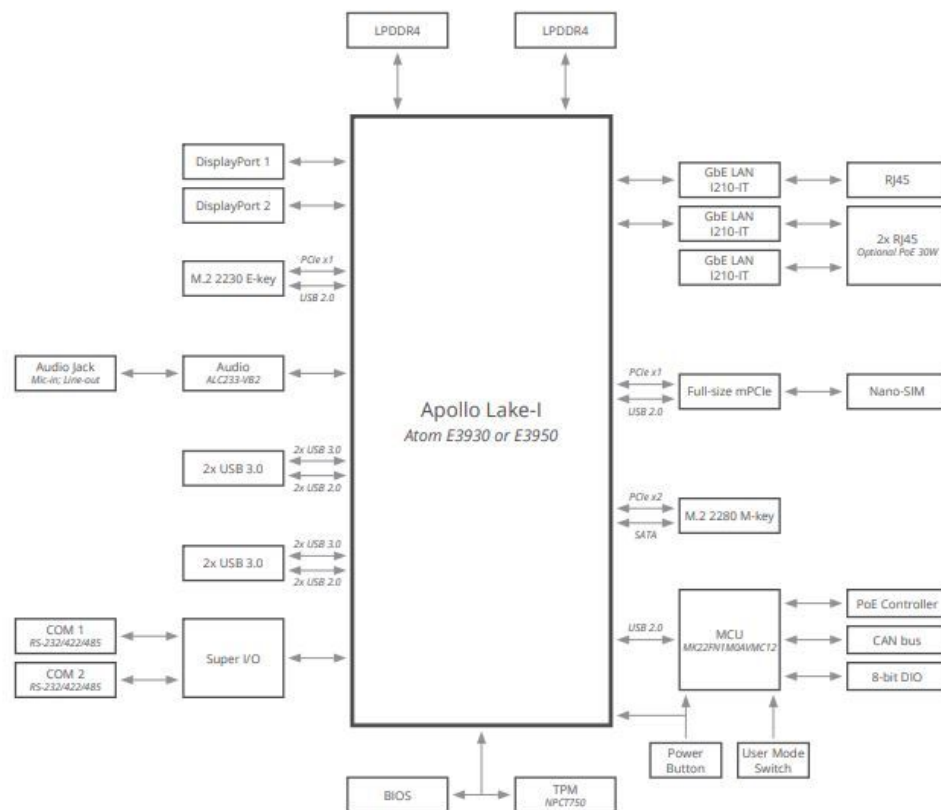 LPDDR4
LPDDR4
DisplayPort 1
DisplayPort 2
PCIe x1
M.2 2230 E-key
USB 2.0
Audio Jack
Mic-in; Line-out
Audio
ALC233-VB2
2x USB 3.0
2x USB 3.0
2x USB 2.0
2x USB 3.0
2x USB 3.0
2x USB 2.0
COM 1
RS-232/422/485
COM 2
RS-232/422/485
Super I/O
Apollo Lake-I
Atom E3930 or E3950
GbE LAN
I210-IT
RJ45
GbE LAN
I210-IT
GbE LAN
I210-IT
2x RJ45
Optional PoE 30W
PCIe x1
USB 2.0
Full-size mPCIe
Nano-SIM
PCIe x2
SATA
M.2 2280 M-key
USB 2.0
MCU
MK22FN1M0AVMC12
PoE Controller
CAN bus
8-bit DIO
Power
Button
User Mode
Switch
BIOS
TPM
NPCT750